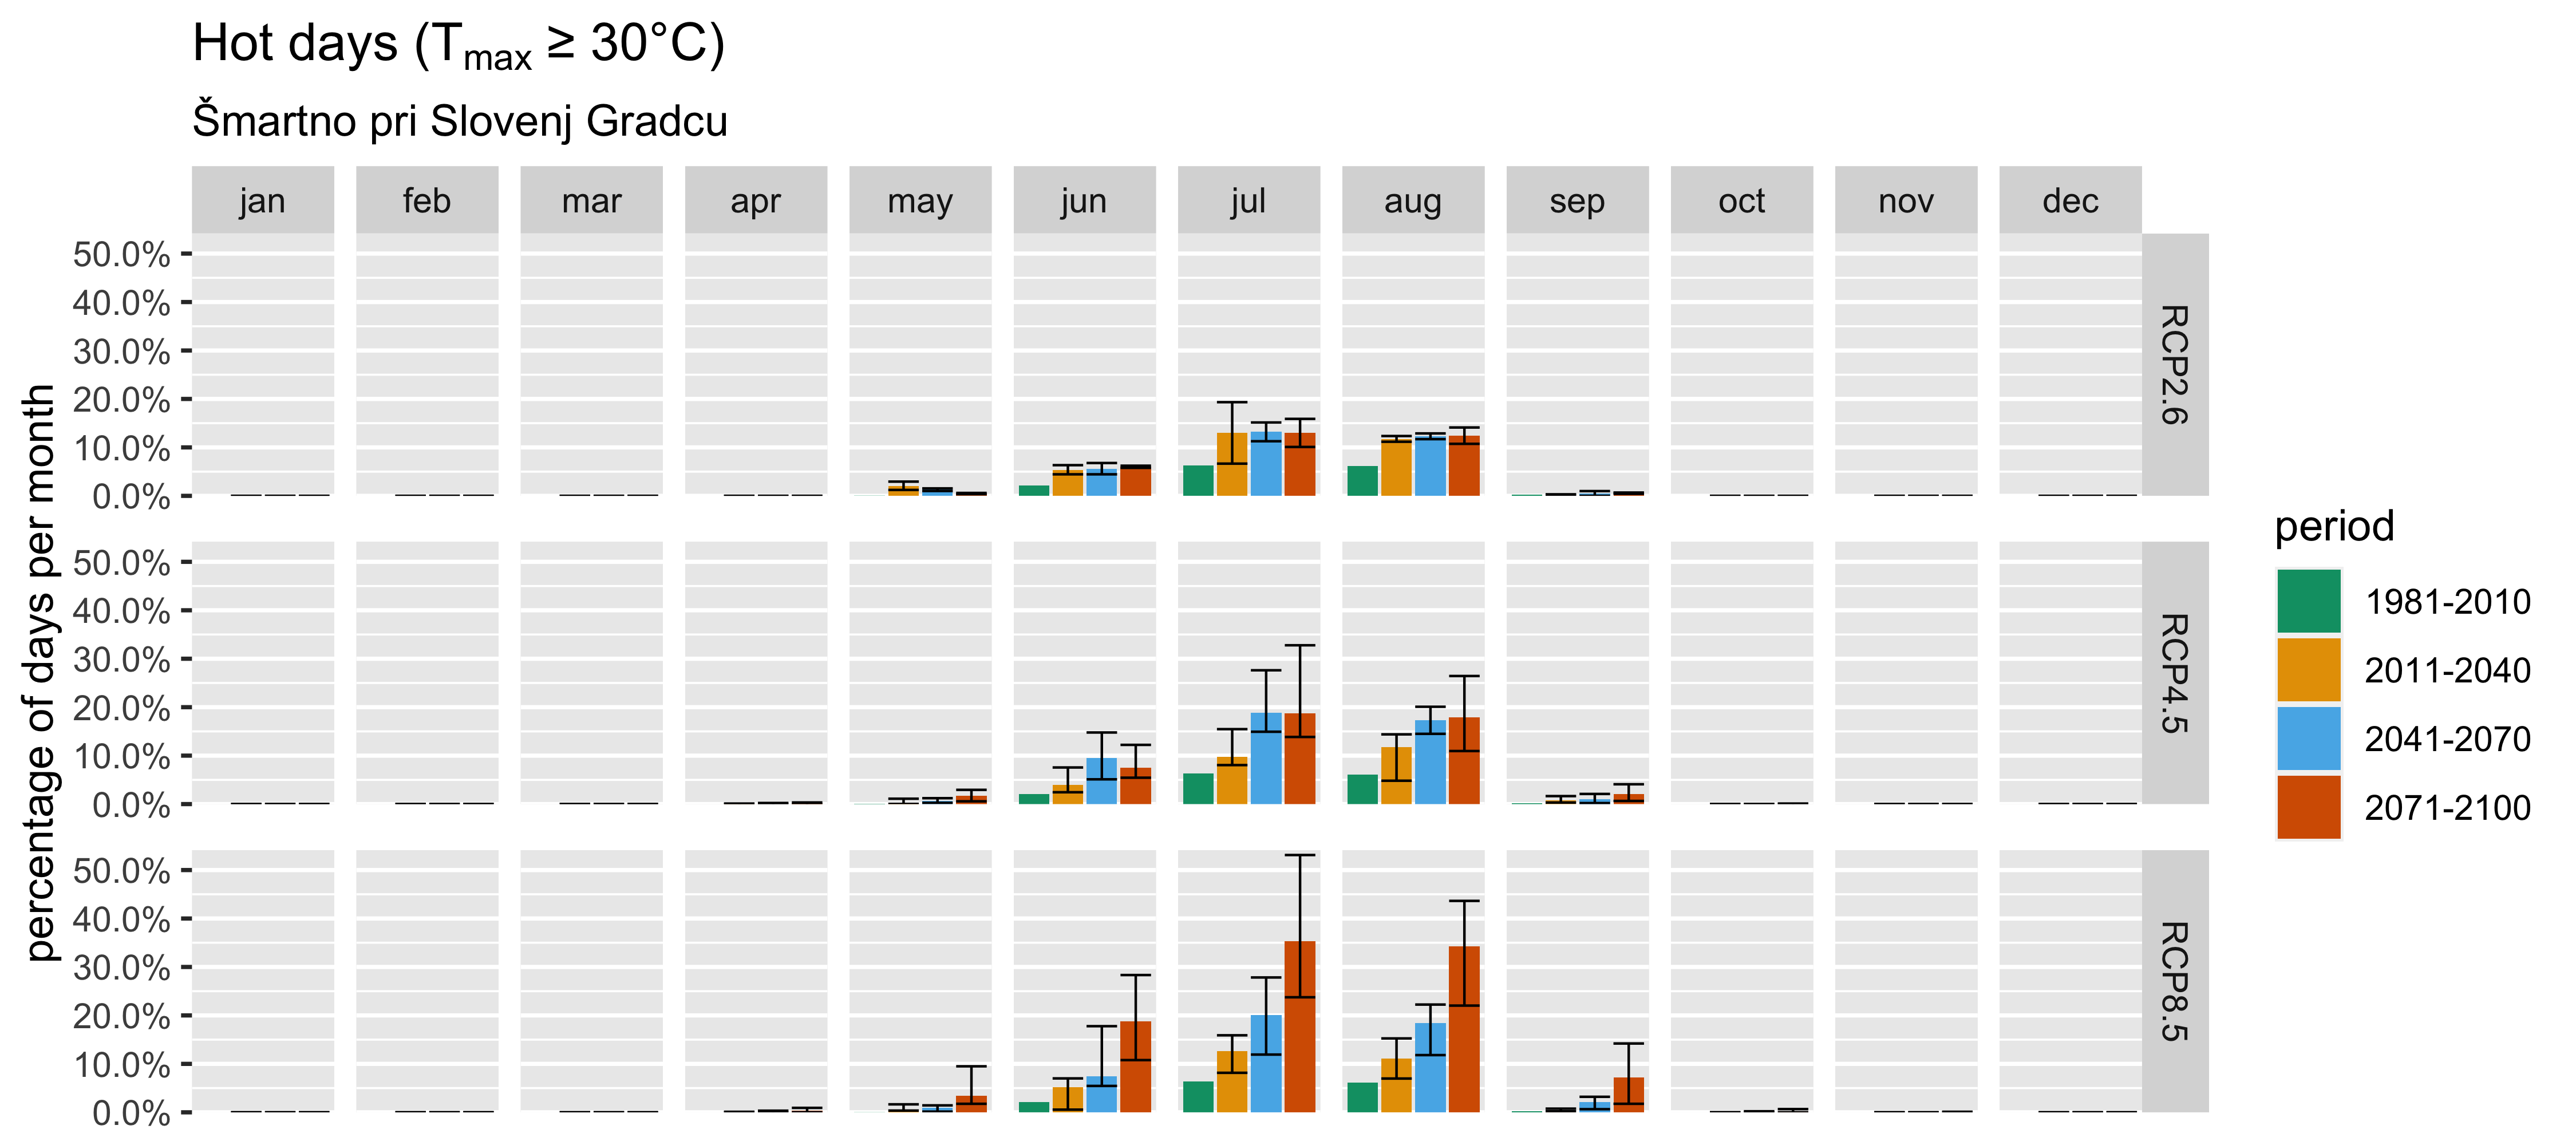 Hot days (Tmax ≥ 30°C)
Šmartno pri Slovenj Gradcu
jan feb mar apr may jun jul aug sep oct nov dec
percentage of days per month
50.0%
40.0%
30.0%
20.0%
10.0%
0.0%
RCP2.6
50.0%
40.0%
30.0%
20.0%
10.0%
0.0%
RCP4.5
50.0%
40.0%
30.0%
20.0%
10.0%
0.0%
RCP8.5
period
1981-2010
2011-2040
2041-2070
2071-2100